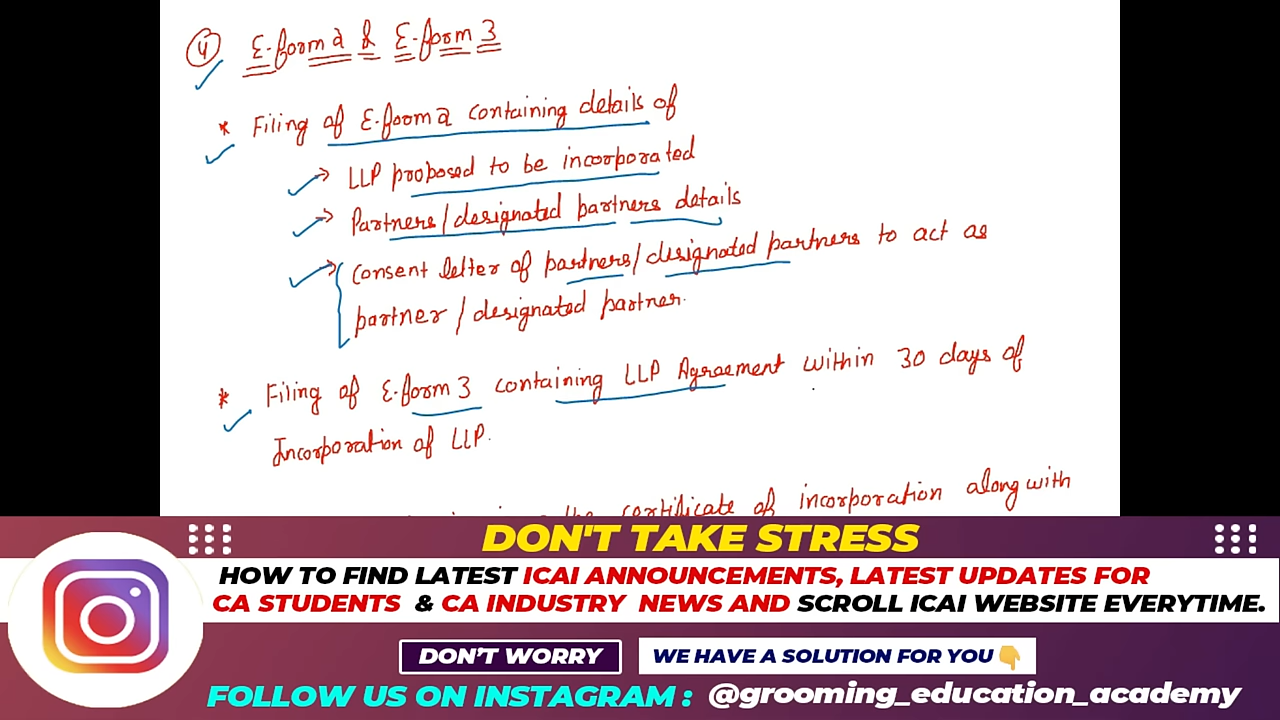 4 E-form 2 & E-form 3
* Filing of E-form 2 containing details of
→ LLP proposed to be incorporated
→ Partners/designated partners details
→ Consent letter of partners/designated partners to act as
partner/designated partner.
* Filing of E-form 3 containing LLP Agreement within 30 days of
Incorporation of LLP.
the certificate of incorporation along with
DON'T TAKE STRESS
HOW TO FIND LATEST ICAI ANNOUNCEMENTS, LATEST UPDATES FOR
CA STUDENTS & CA INDUSTRY NEWS AND SCROLL ICAI WEBSITE EVERYTIME.
DON'T WORRY
WE HAVE A SOLUTION FOR YOU 👇
FOLLOW US ON INSTAGRAM : @grooming_education_academy